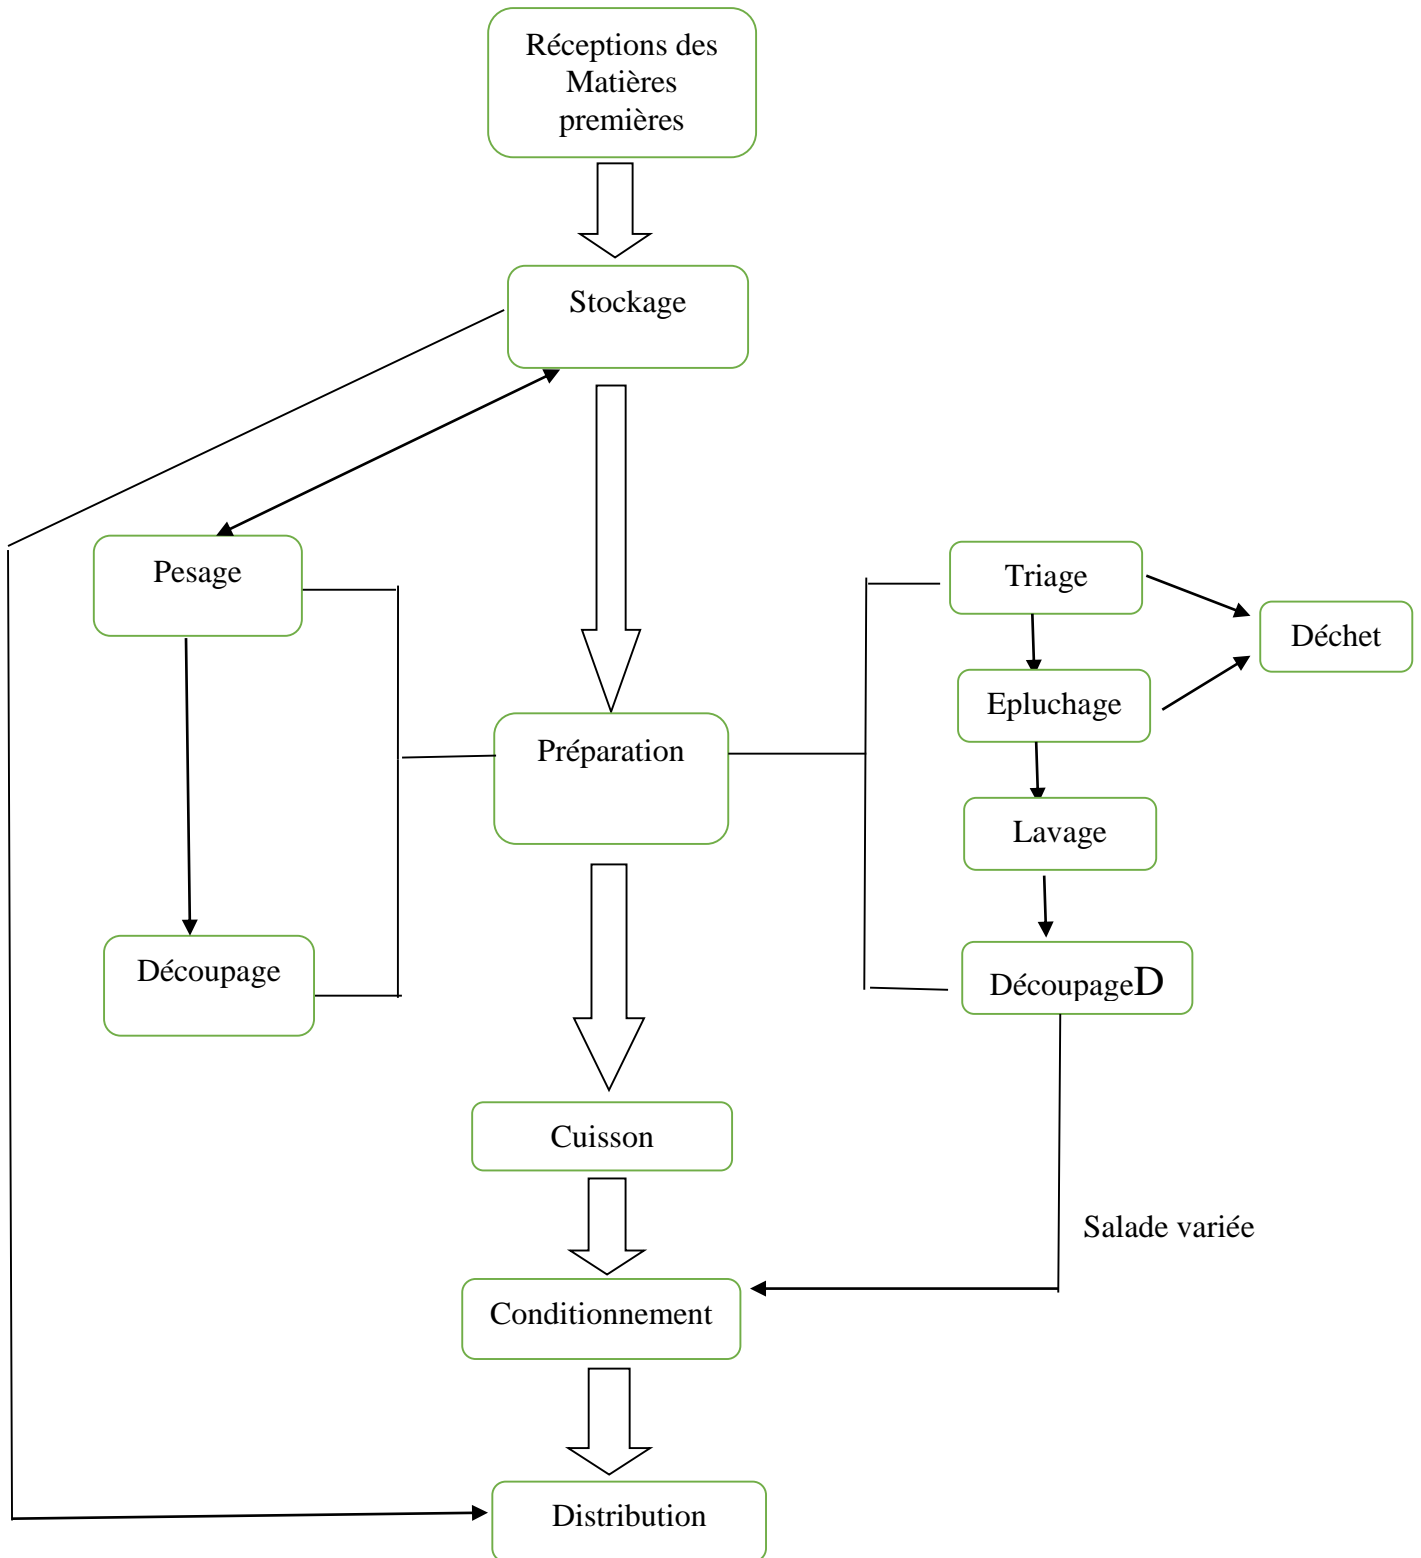 Réceptions des
Matières
premières
Stockage
Pesage
Triage
Déchet
Epluchage
Préparation
Lavage
Découpage
DécoupageD
Cuisson
Salade variée
Conditionnement
Distribution